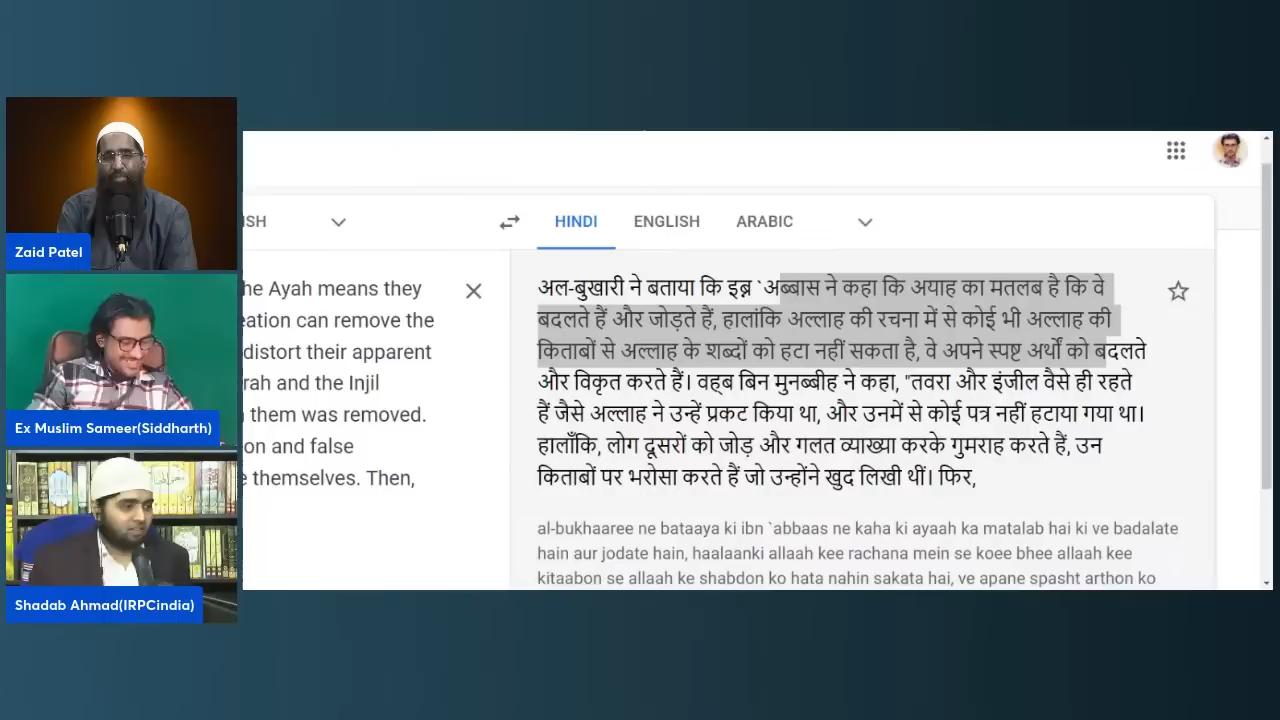 Zaid Patel
Ex Muslim Sameer(Siddharth)
Shadab Ahmad(IRPCindia)
ISH
he Ayah means they
eation can remove the
distort their apparent
rah and the Injil
them was removed.
on and false
e themselves. Then,
HINDI ENGLISH ARABIC
अल-बुखारी ने बताया कि इब्न `अब्बास ने कहा कि अयाह का मतलब है कि वे
बदलते हैं और जोड़ते हैं, हालांकि अल्लाह की रचना में से कोई भी अल्लाह की
किताबों से अल्लाह के शब्दों को हटा नहीं सकता है, वे अपने स्पष्ट अर्थों को बदलते
और विकृत करते हैं। वह्ब बिन मुनब्बीह ने कहा, "तवरा और इंजील वैसे ही रहते
हैं जैसे अल्लाह ने उन्हें प्रकट किया था, और उनमें से कोई पत्र नहीं हटाया गया था।
हालाँकि, लोग दूसरों को जोड़ और गलत व्याख्या करके गुमराह करते हैं, उन
किताबों पर भरोसा करते हैं जो उन्होंने खुद लिखी थीं। फिर,
al-bukhaaree ne bataaya ki ibn `abbaas ne kaha ki ayaah ka matalab hai ki ve badalate
hain aur jodate hain, haalaanki allaah kee rachana mein se koee bhee allaah kee
kitaabon se allaah ke shabdon ko hata nahin sakata hai, ve apane spasht arthon ko